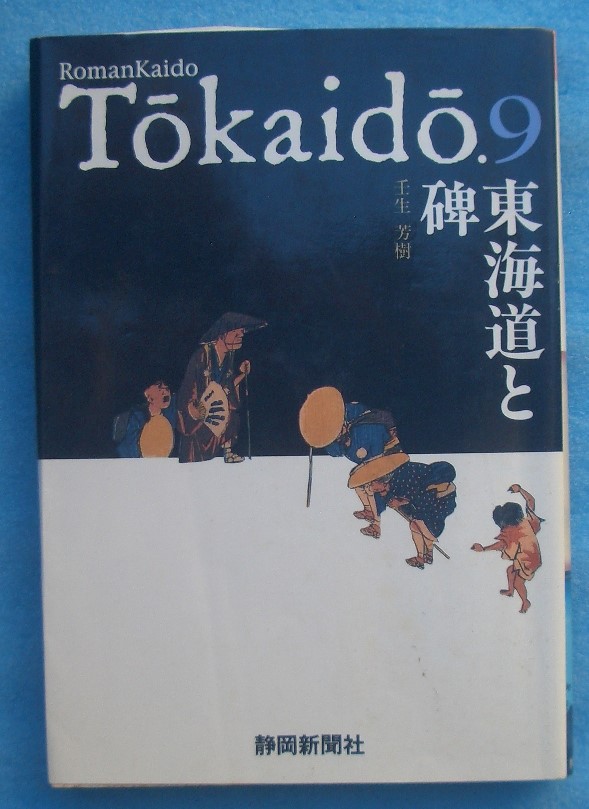 RomanKaido
Tōkaidō.9
東海道と
碑
壬生 芳樹
静岡新聞社